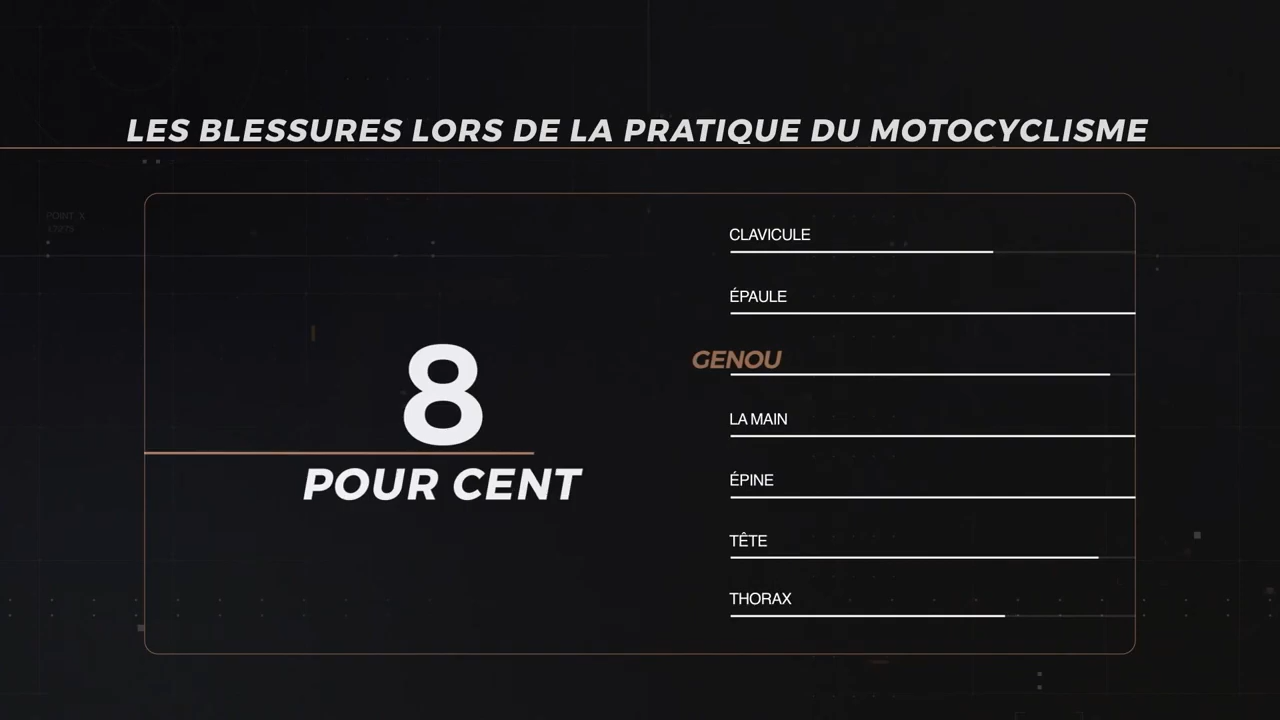 LES BLESSURES LORS DE LA PRATIQUE DU MOTOCYCLISME
POINT X
8
POUR CENT
CLAVICULE
ÉPAULE
GENOU
LA MAIN
ÉPINE
TÊTE
THORAX